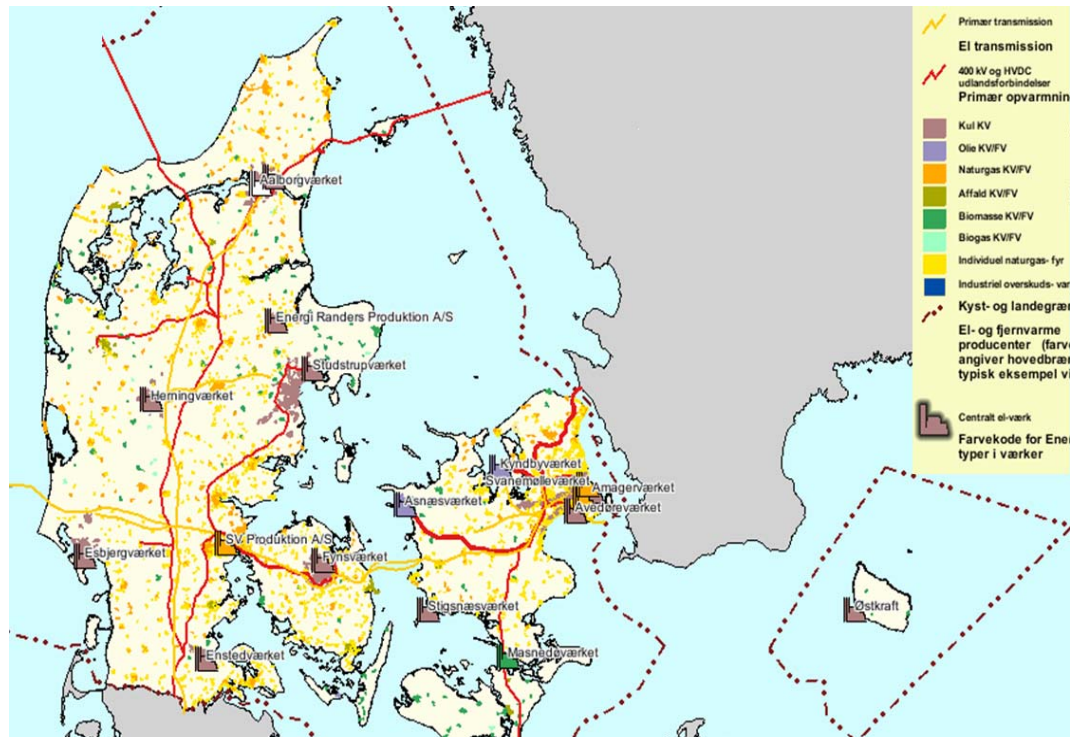 Primær transmission
El transmission
400 kV og HVDC
udlandsforbindelser
Primær opvarmnin
Kul KV
Olie KV/FV
Naturgas KV/FV
Affald KV/FV
Biomasse KV/FV
Biogas KV/FV
Individuel naturgas- fyr
Industriel overskuds- var
Kyst- og landegræn
El- og fjernvarme
producenter (farve
angiver hovedbræn
typisk eksempel vi
Centralt el-værk
Farvekode for Ener
typer i værker
Aalborgværket
Energi Randers Produktion A/S
Studstrupværket
Herningværket
Kyndbyværket
Svanemølleværket
Amagerværket
Asnæsværket
Avedøreværket
SV Produktion A/S
Esbjergværket
Fynsværket
Stigsnæsværket
Østkraft
Enstedværket
Masnedøværket